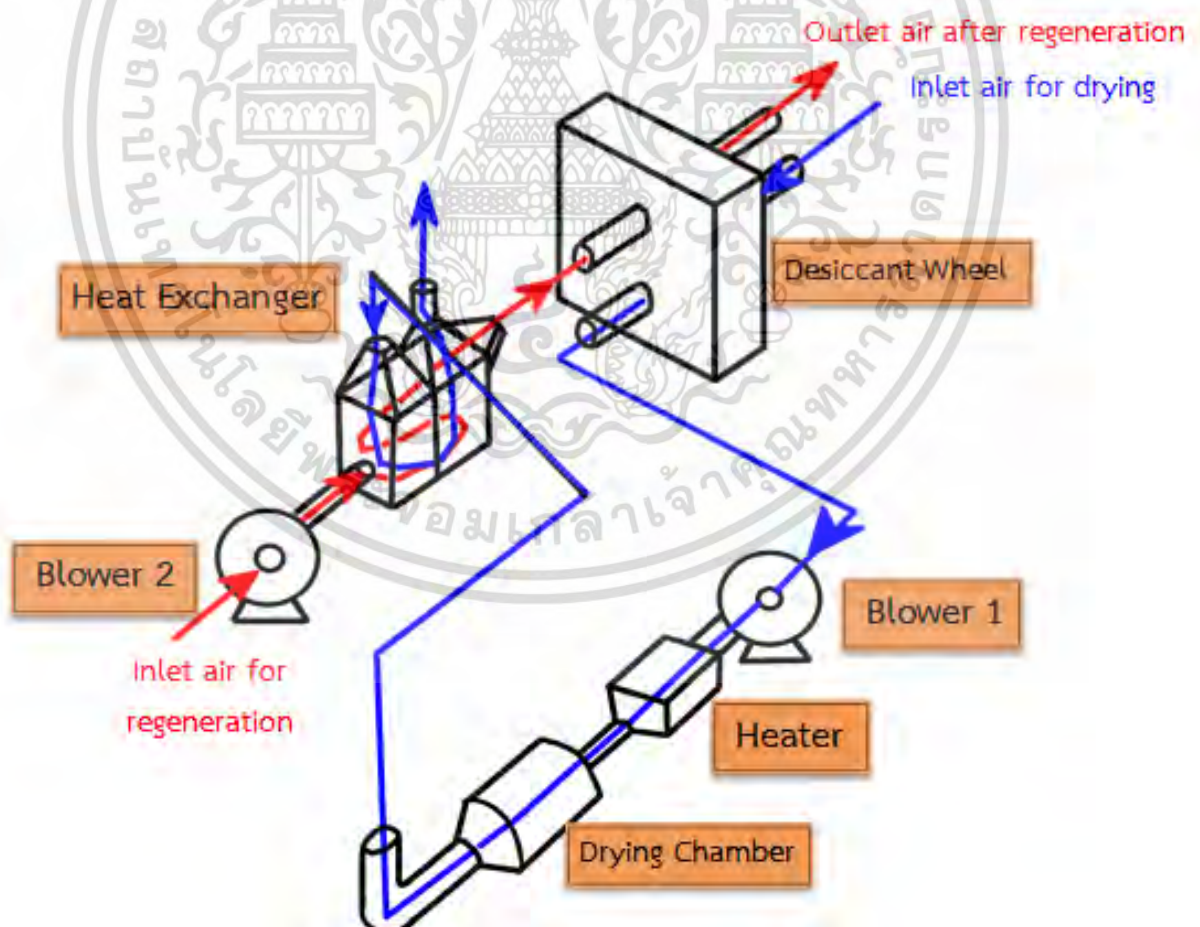 Outlet air after regeneration
Inlet air for drying
Desiccant Wheel
Heat Exchanger
Blower 2
Inlet air for
regeneration
Blower 1
Heater
Drying Chamber